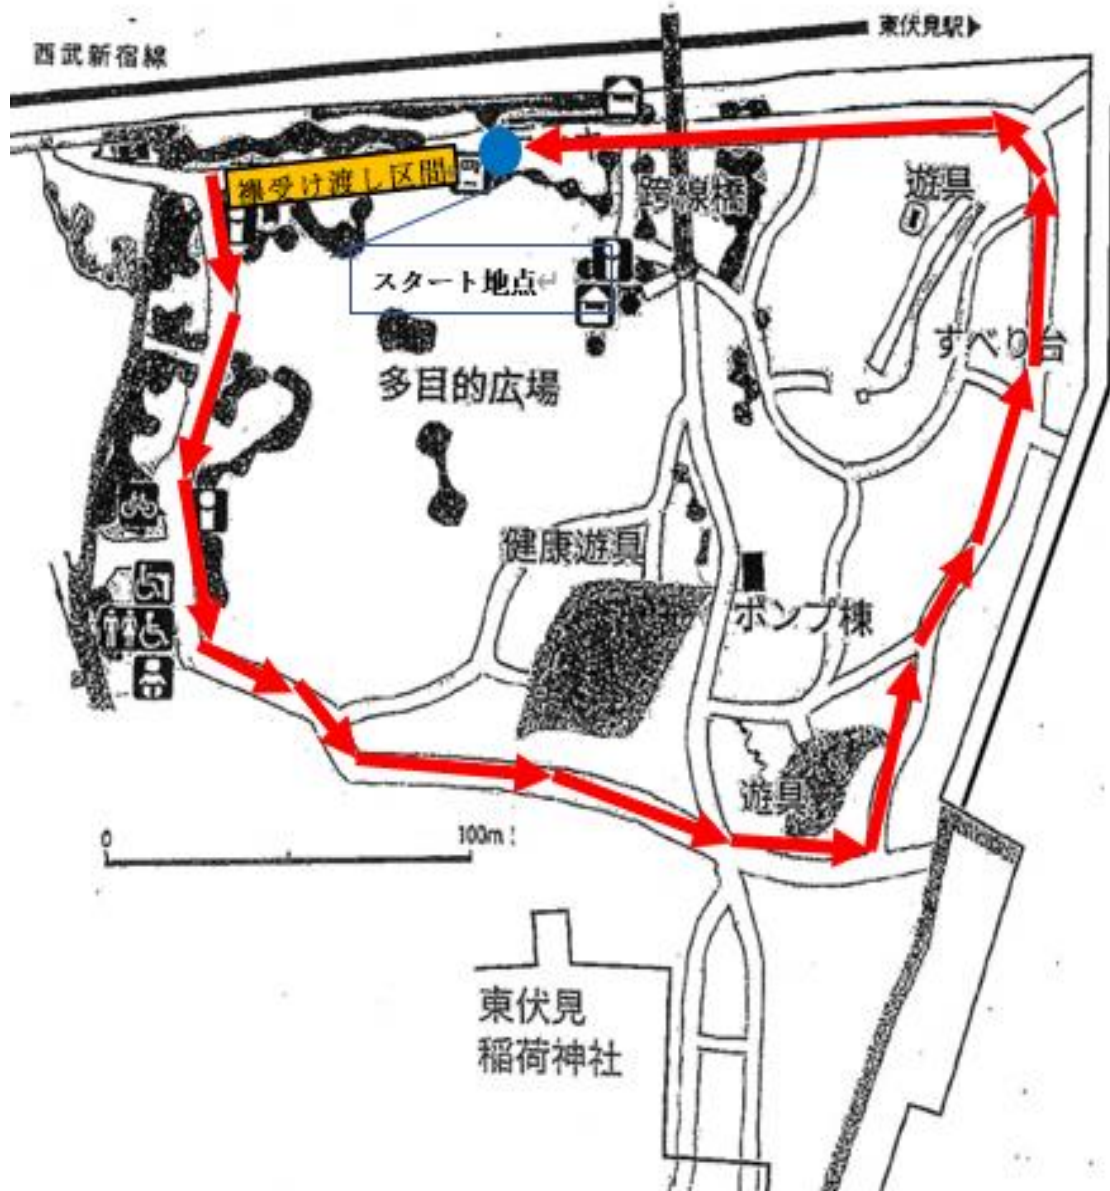 東伏見駅▶
西武新宿線
襷受け渡し区間
跨線橋
遊具
スタート地点↵
すべり台
多目的広場
健康遊具
ポンプ棟
遊具
0
100m
東伏見
稲荷神社